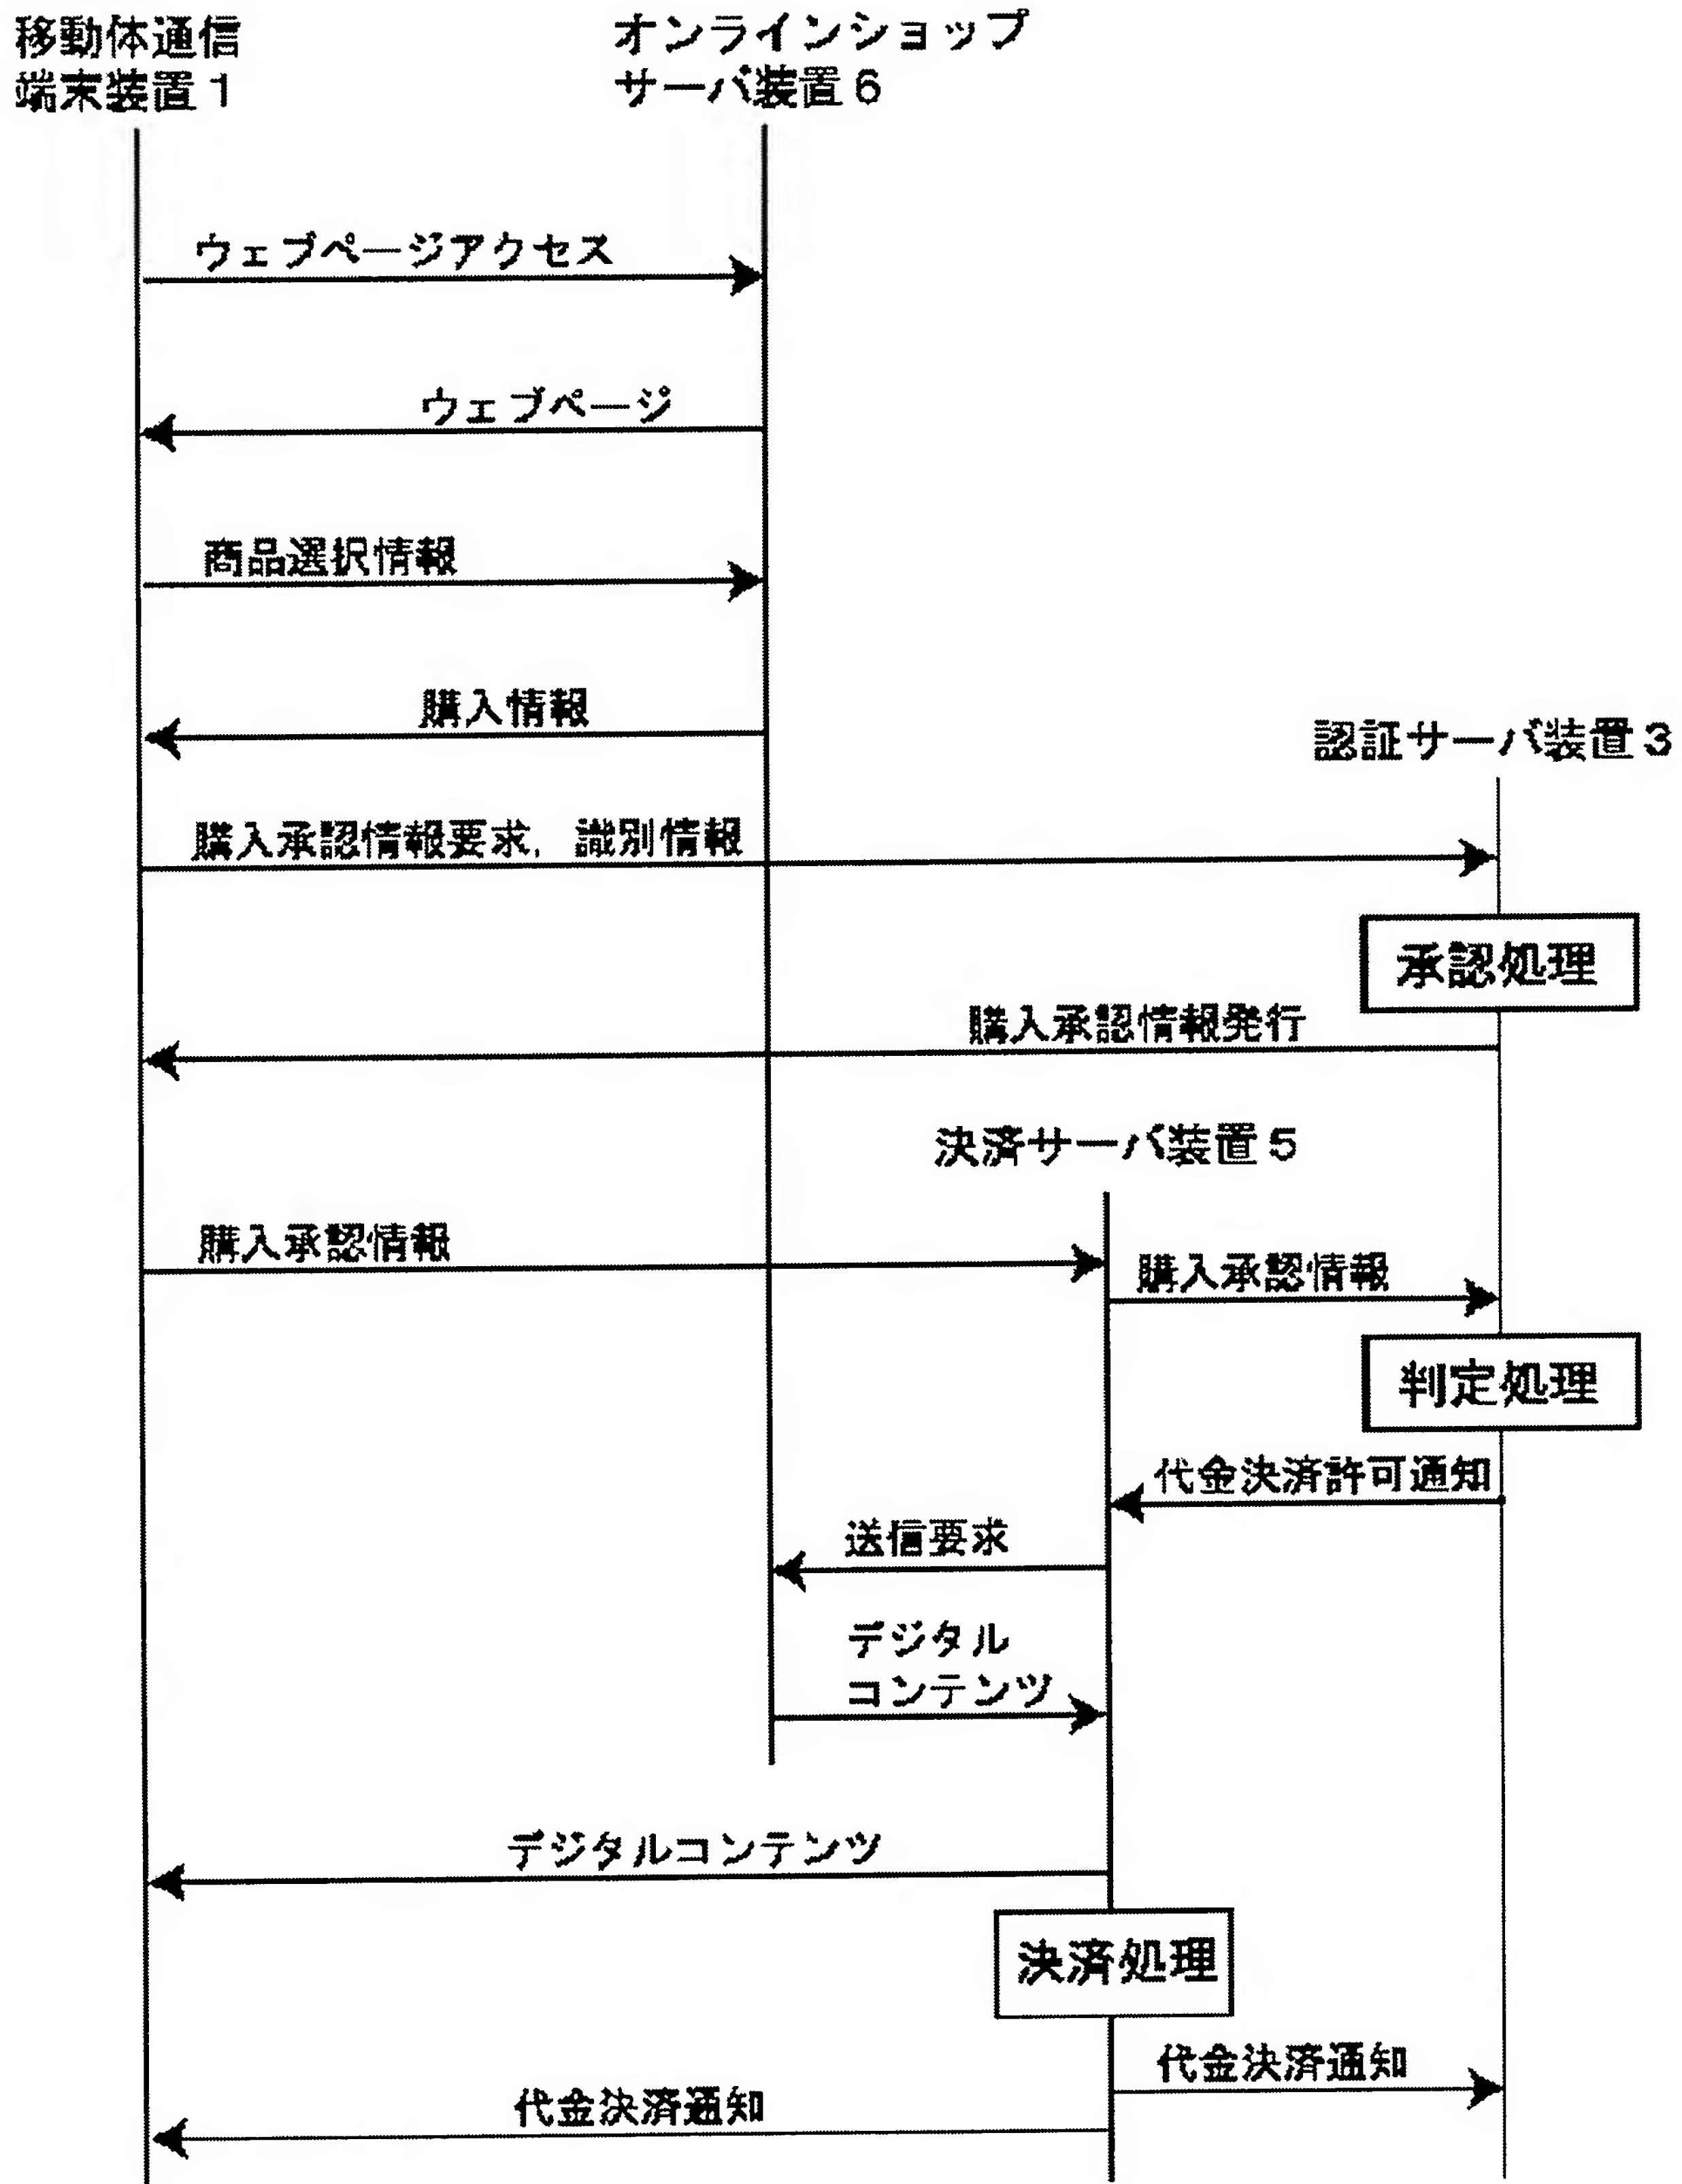 移動体通信
端末装置1
オンラインショップ
サーバ装置6
ウェブページアクセス
ウェブページ
商品選択情報
購入情報
認証サーバ装置3
購入承認情報要求，識別情報
承認処理
購入承認情報発行
決済サーバ装置5
購入承認情報
購入承認情報
判定処理
代金決済許可通知
送信要求
デジタル
コンテンツ
デジタルコンテンツ
決済処理
代金決済通知
代金決済通知